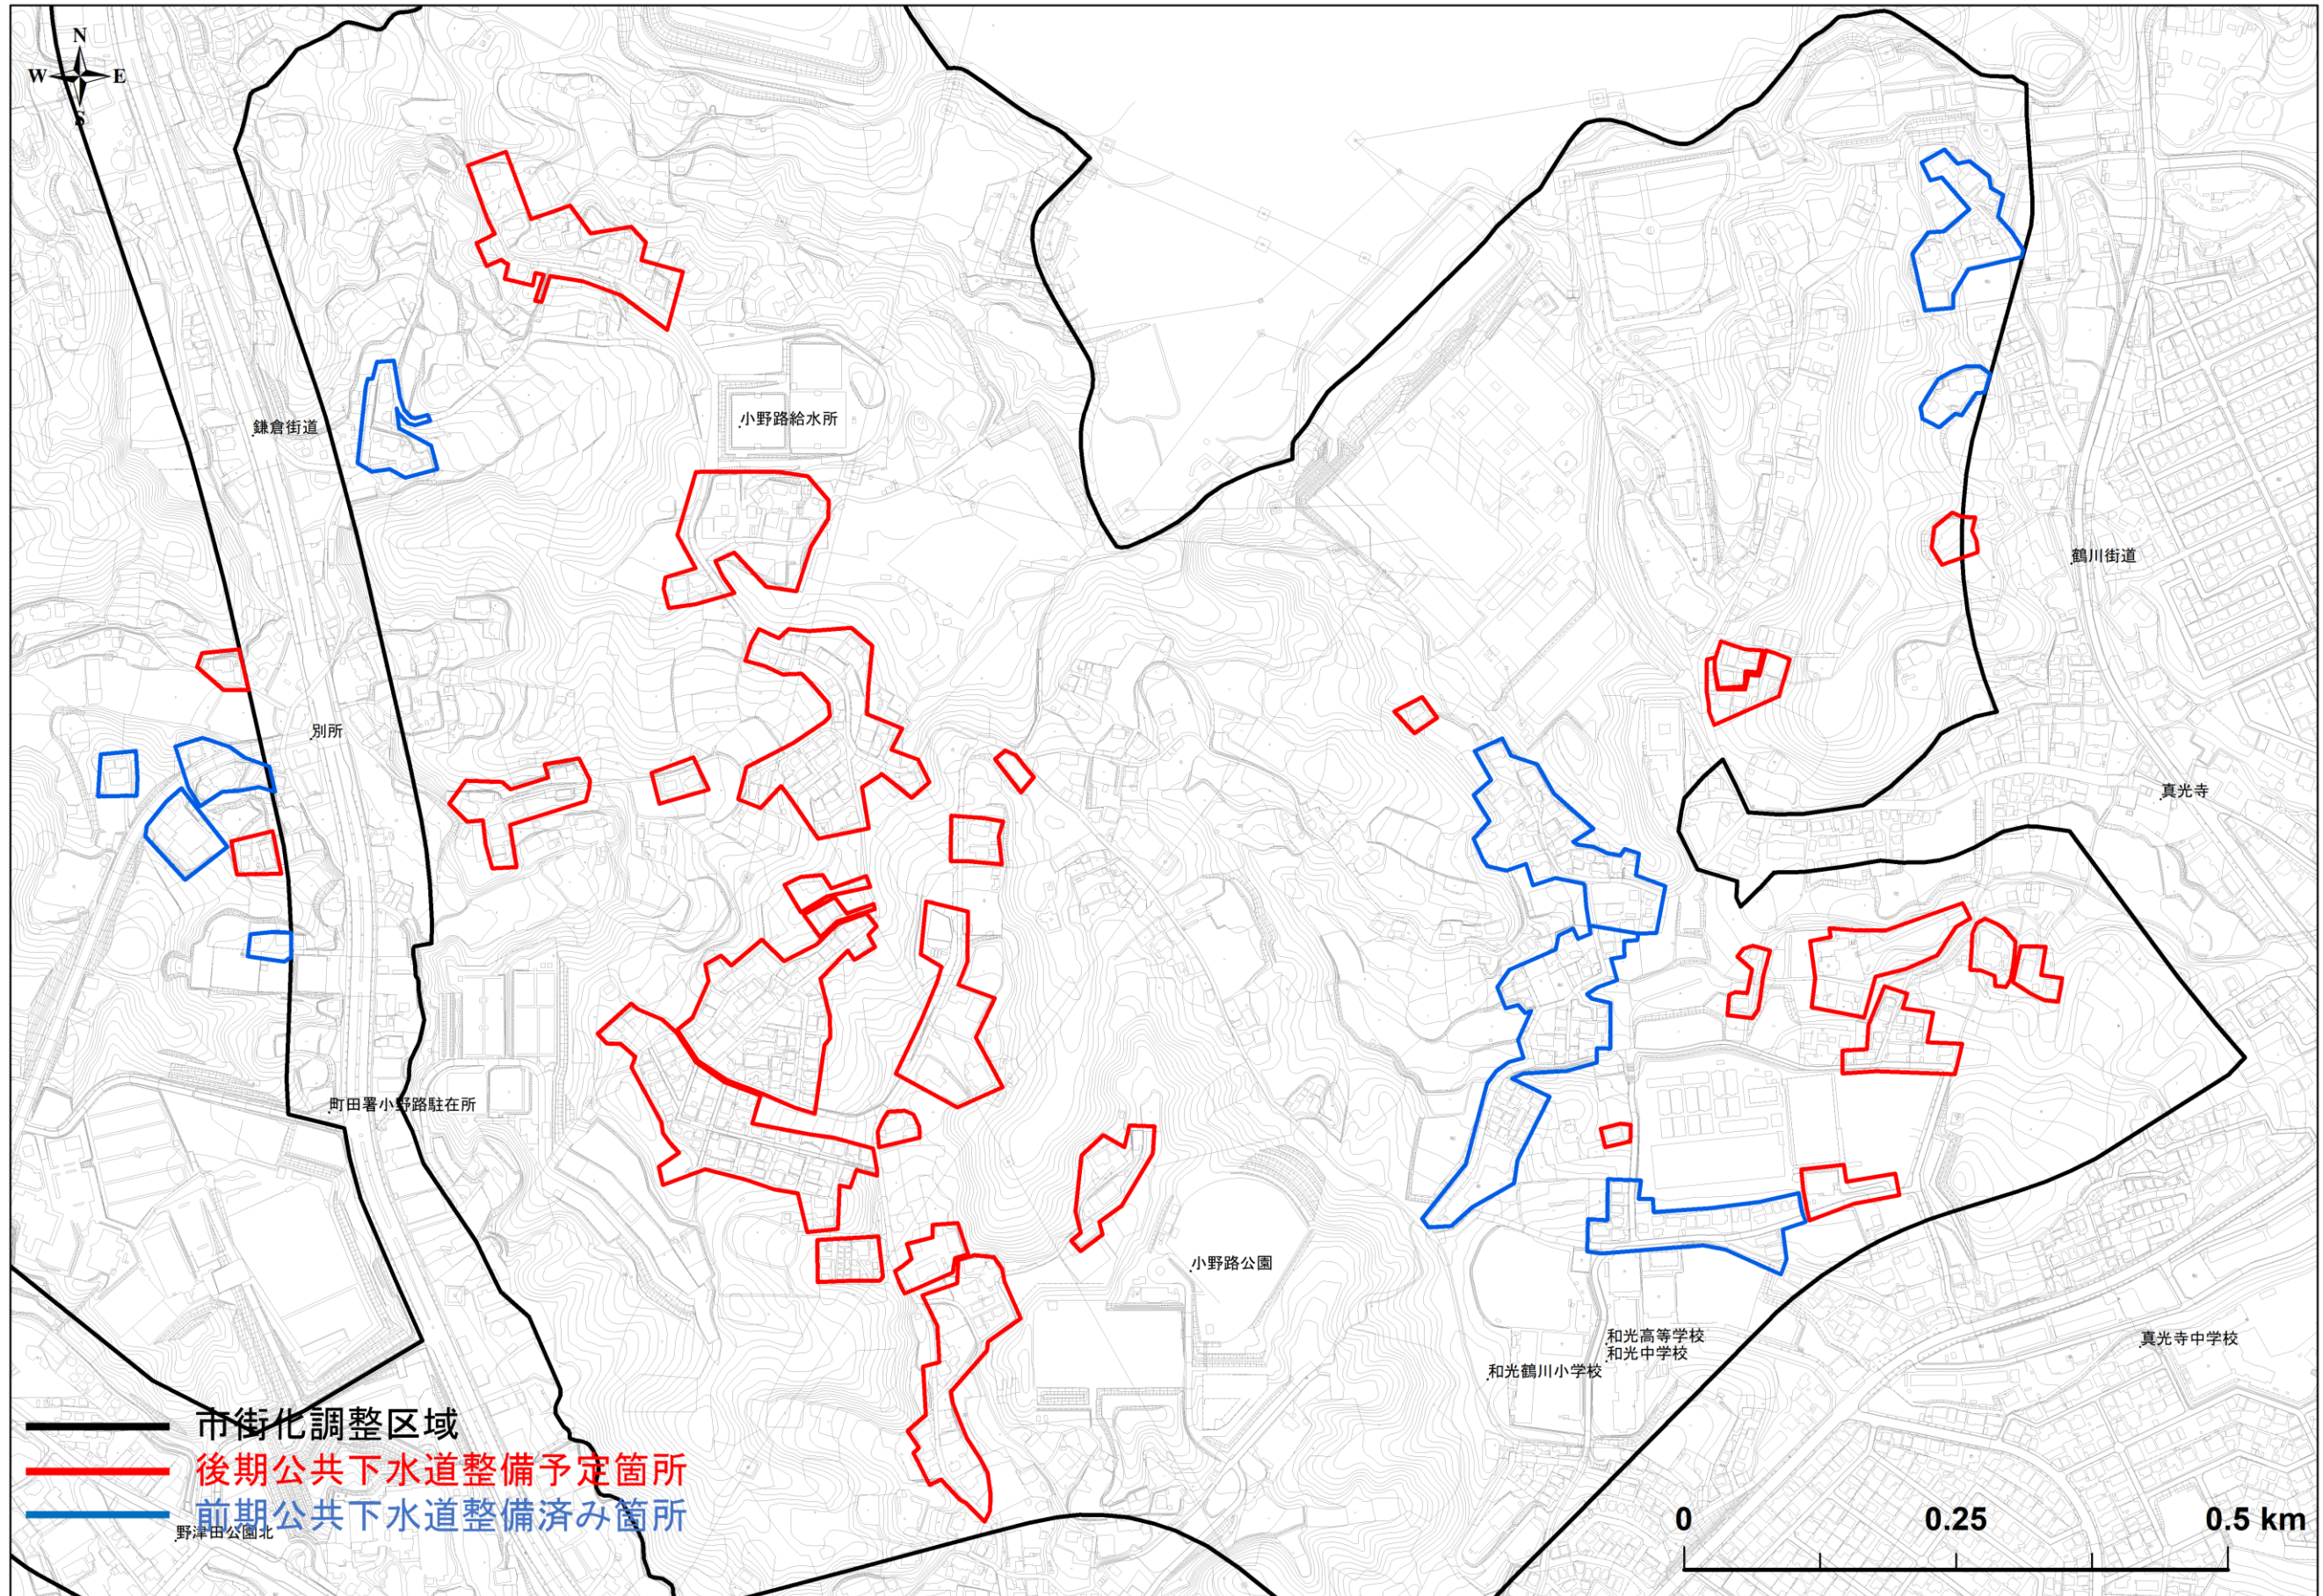 N
W E
S
鎌倉街道
小野路給水所
鶴川街道
別所
真光寺
町田署小野路駐在所
小野路公園
和光高等学校
和光中学校
和光鶴川小学校
真光寺中学校
市街化調整区域
後期公共下水道整備予定箇所
前期公共下水道整備済み箇所
野津田公園北
0 0.25 0.5 km